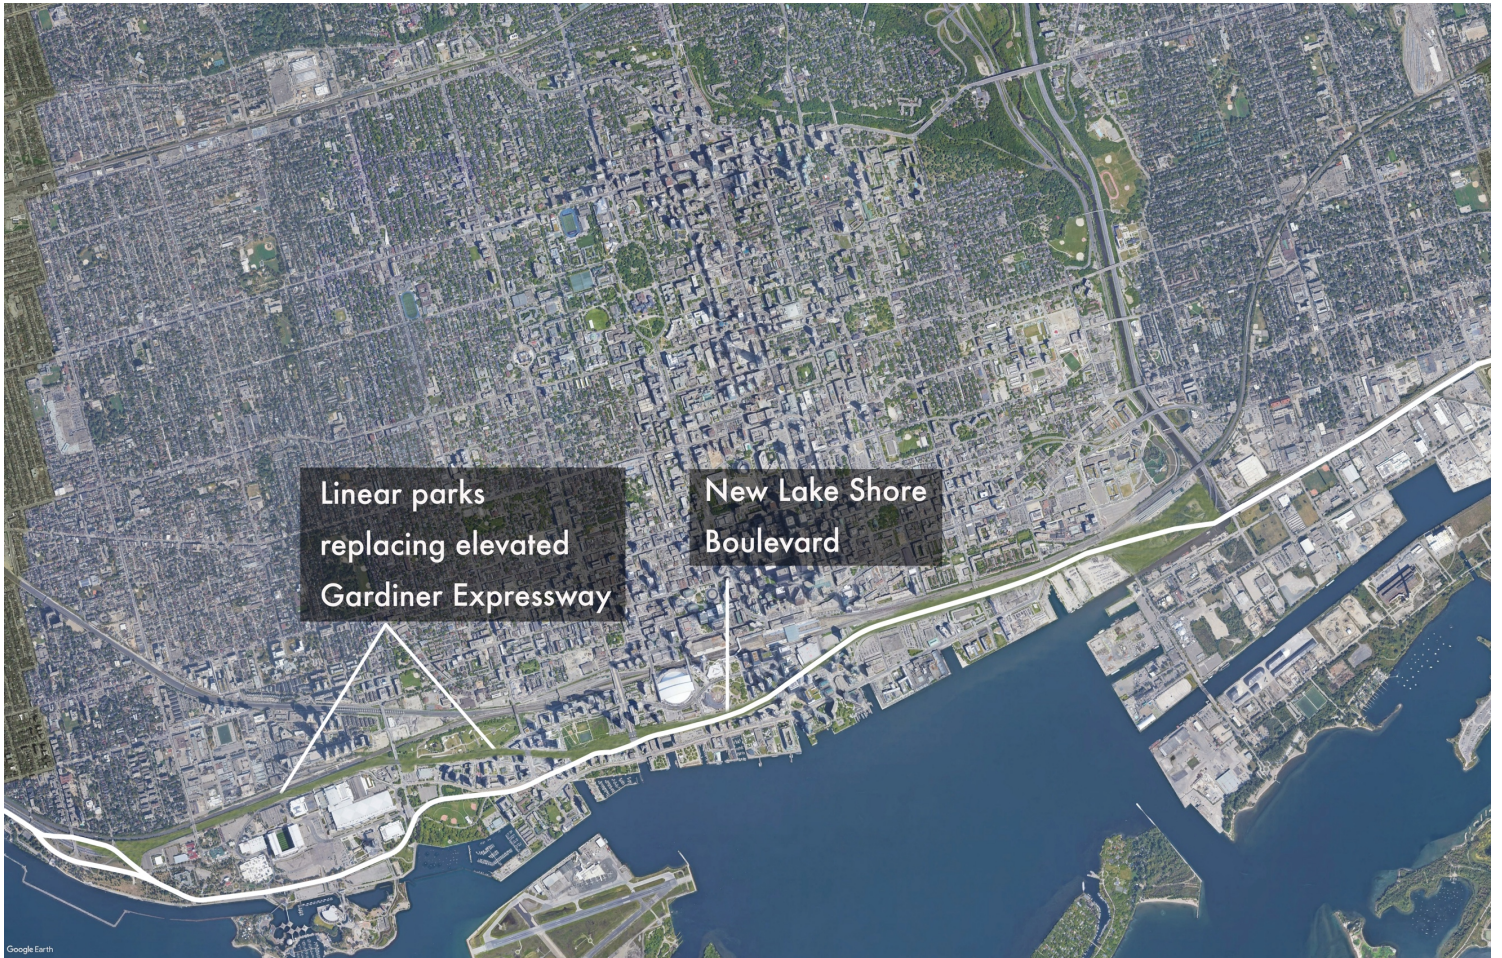 Linear parks
replacing elevated
Gardiner Expressway
New Lake Shore
Boulevard
Google Earth